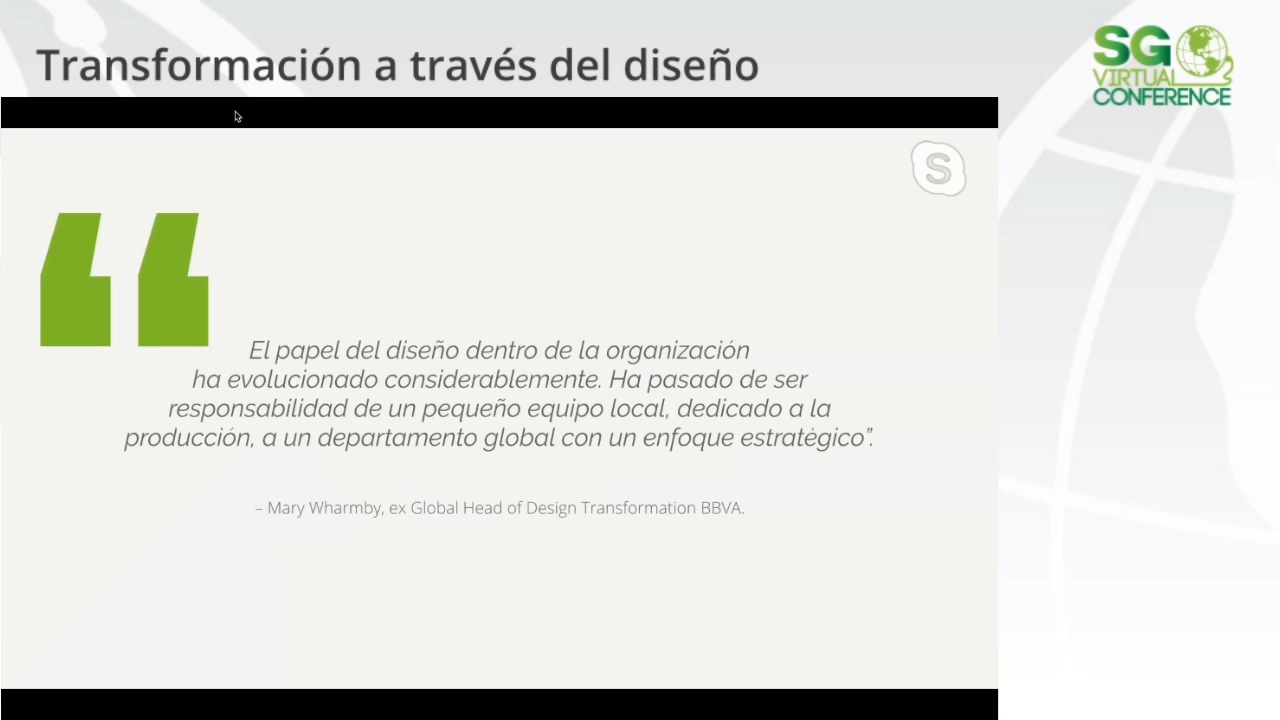 Transformación a través del diseño
SG
VIRTUAL
CONFERENCE
S
“
El papel del diseño dentro de la organización
ha evolucionado considerablemente. Ha pasado de ser
responsabilidad de un pequeño equipo local, dedicado a la
producción, a un departamento global con un enfoque estratégico”.
– Mary Wharmby, ex Global Head of Design Transformation BBVA.